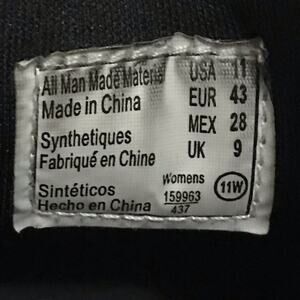 All Man Made Material
Made in China
Synthetiques
Fabriqué en Chine
Sintéticos
Hecho en China
USA 11
EUR 43
MEX 28
UK 9
Womens
159963
437
11W